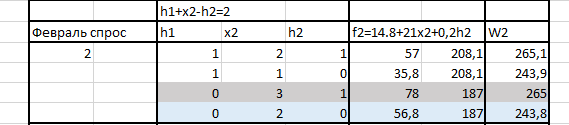 h1+x2-h2=2
Февраль спрос h1 x2 h2 f2=14.8+21x2+0,2h2 W2
2 1 2 1 57 208,1 265,1
1 1 0 35,8 208,1 243,9
0 3 1 78 187 265
0 2 0 56,8 187 243,8